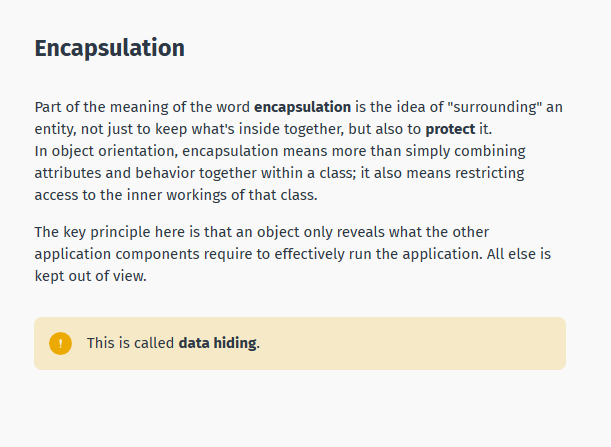 Encapsulation
Part of the meaning of the word encapsulation is the idea of "surrounding" an
entity, not just to keep what's inside together, but also to protect it.
In object orientation, encapsulation means more than simply combining
attributes and behavior together within a class; it also means restricting
access to the inner workings of that class.
The key principle here is that an object only reveals what the other
application components require to effectively run the application. All else is
kept out of view.
! This is called data hiding.